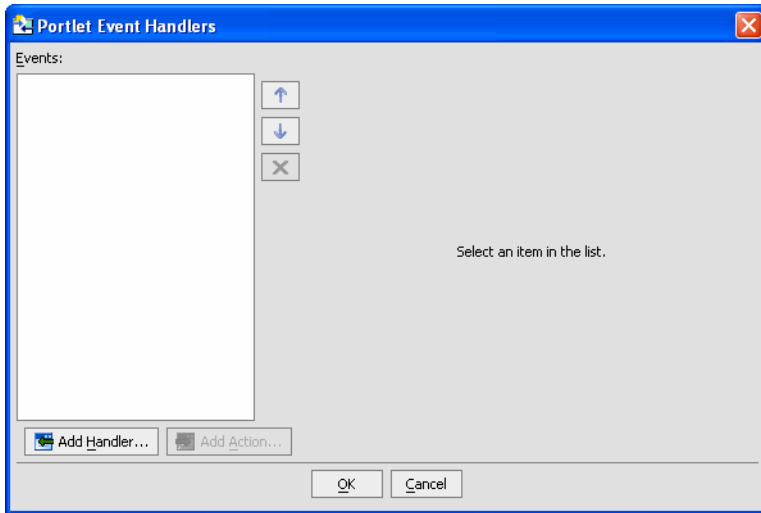 Portlet Event Handlers
Events:
Select an item in the list.
Add Handler... Add Action...
OK Cancel